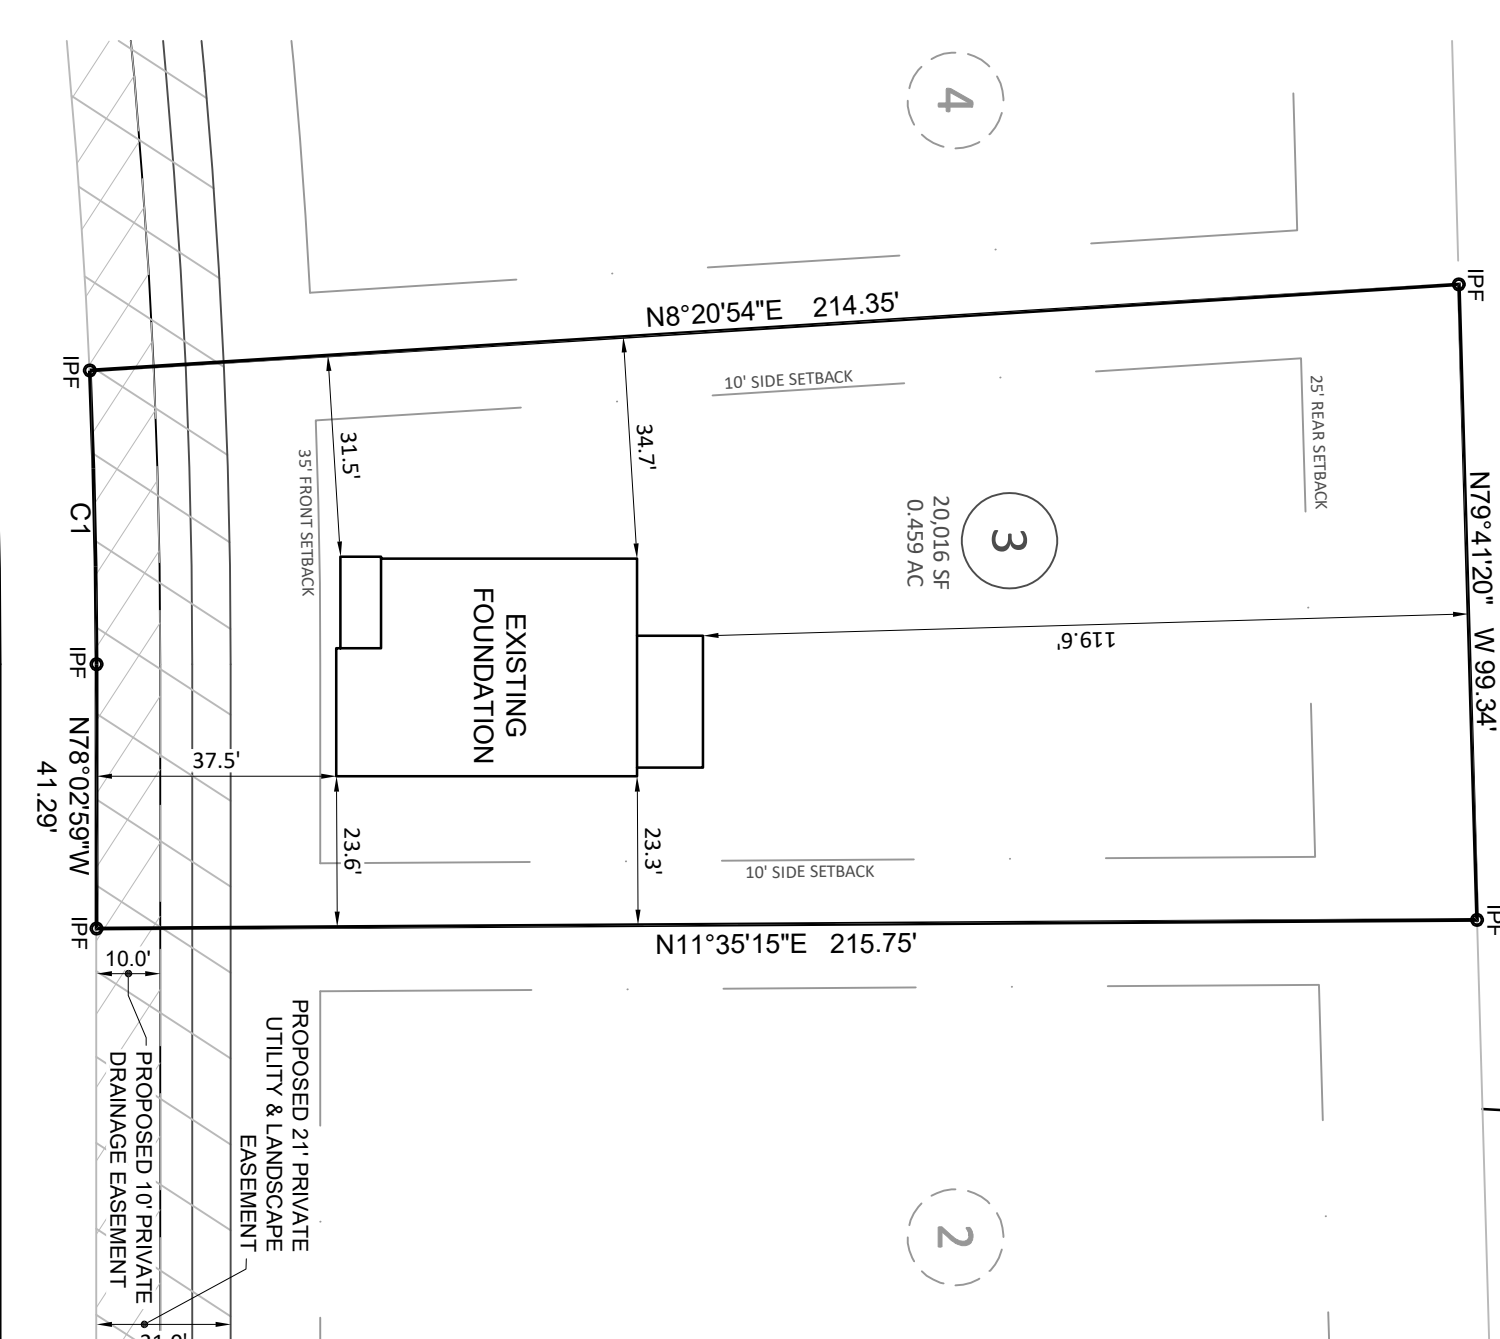 4
IPF
N8°20'54"E 214.35'
IPF
10' SIDE SETBACK
25' REAR SETBACK
31.5'
34.7'
35' FRONT SETBACK
3
20,016 SF
0.459 AC
N79°41'20" W 99.34'
C1
EXISTING
FOUNDATION
119.6'
IPF
N78°02'59"W
41.29'
37.5'
23.6'
23.3'
10' SIDE SETBACK
IPF
IPF
N11°35'15"E 215.75'
10.0'
PROPOSED 10' PRIVATE
DRAINAGE EASEMENT
PROPOSED 21' PRIVATE
UTILITY & LANDSCAPE
EASEMENT
2